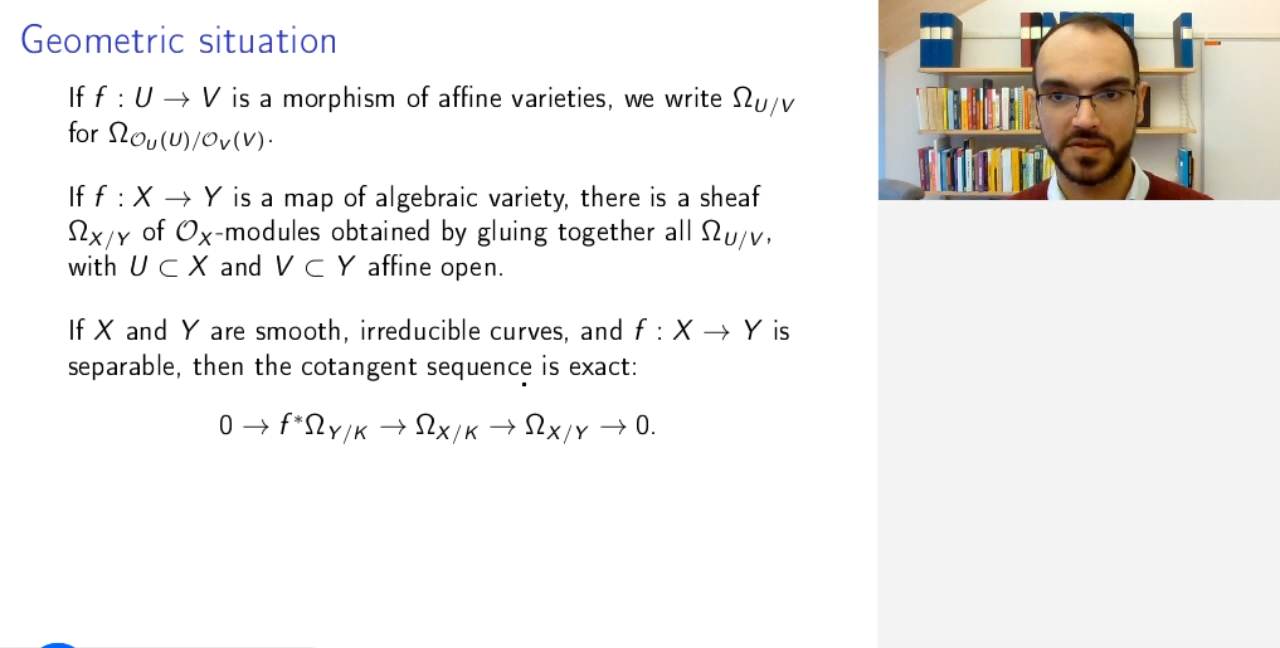 Geometric situation
If f : U → V is a morphism of affine varieties, we write Ω_{U/V}
for Ω_{𝒪_U(U)/𝒪_V(V)}.
If f : X → Y is a map of algebraic variety, there is a sheaf
Ω_{X/Y} of 𝒪_X-modules obtained by gluing together all Ω_{U/V},
with U ⊂ X and V ⊂ Y affine open.
If X and Y are smooth, irreducible curves, and f : X → Y is
separable, then the cotangent sequence is exact:
0 → f*Ω_{Y/K} → Ω_{X/K} → Ω_{X/Y} → 0.